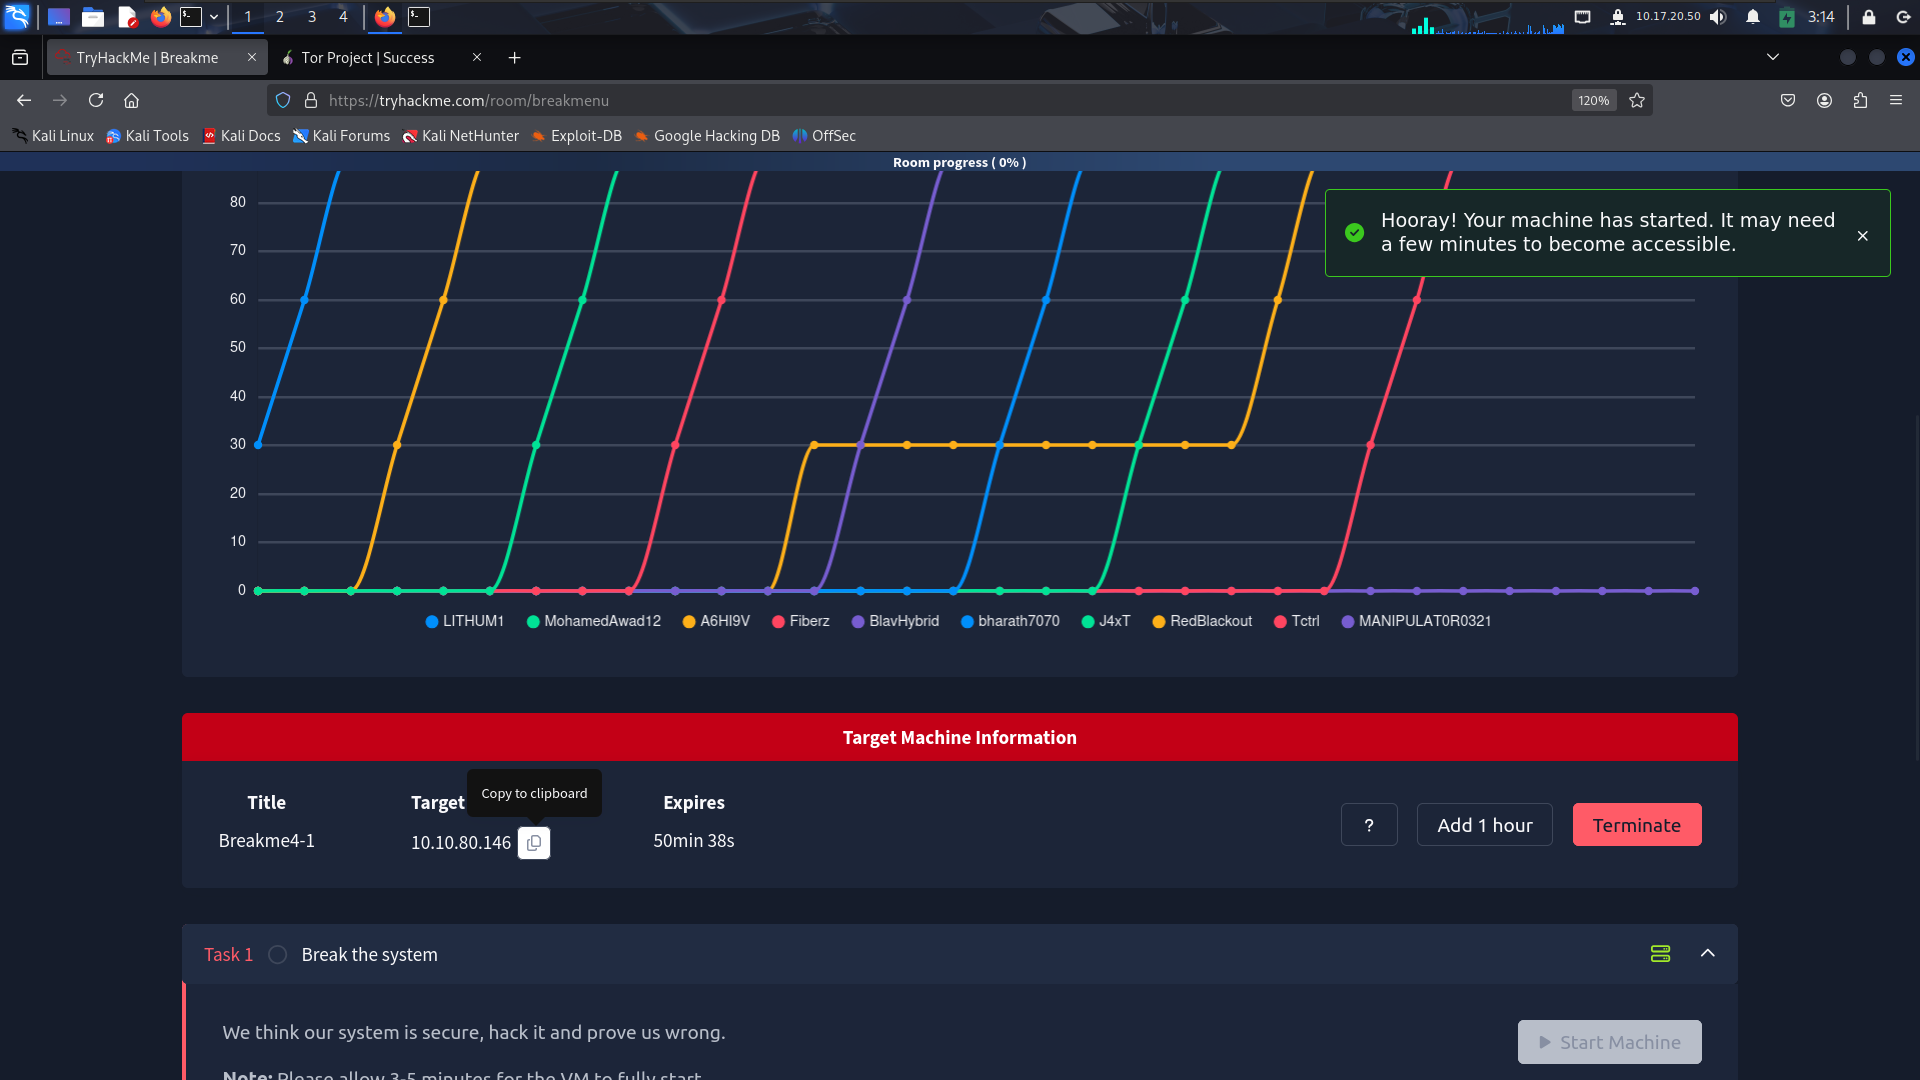 1 2 3 4 10.17.20.50 3:14
TryHackMe | Breakme Tor Project | Success
https://tryhackme.com/room/breakmenu 120%
Kali Linux Kali Tools Kali Docs Kali Forums Kali NetHunter Exploit-DB Google Hacking DB OffSec
Room progress ( 0% )
Hooray! Your machine has started. It may need
a few minutes to become accessible.
80
70
60
50
40
30
20
10
0
LITHUM1 MohamedAwad12 A6HI9V Fiberz BlavHybrid bharath7070 J4xT RedBlackout Tctrl MANIPULAT0R0321
Target Machine Information
Title Target Expires
Copy to clipboard
Breakme4-1 10.10.80.146 50min 38s
? Add 1 hour Terminate
Task 1 Break the system
We think our system is secure, hack it and prove us wrong.
Start Machine
Note: Please allow 3-5 minutes for the VM to fully start